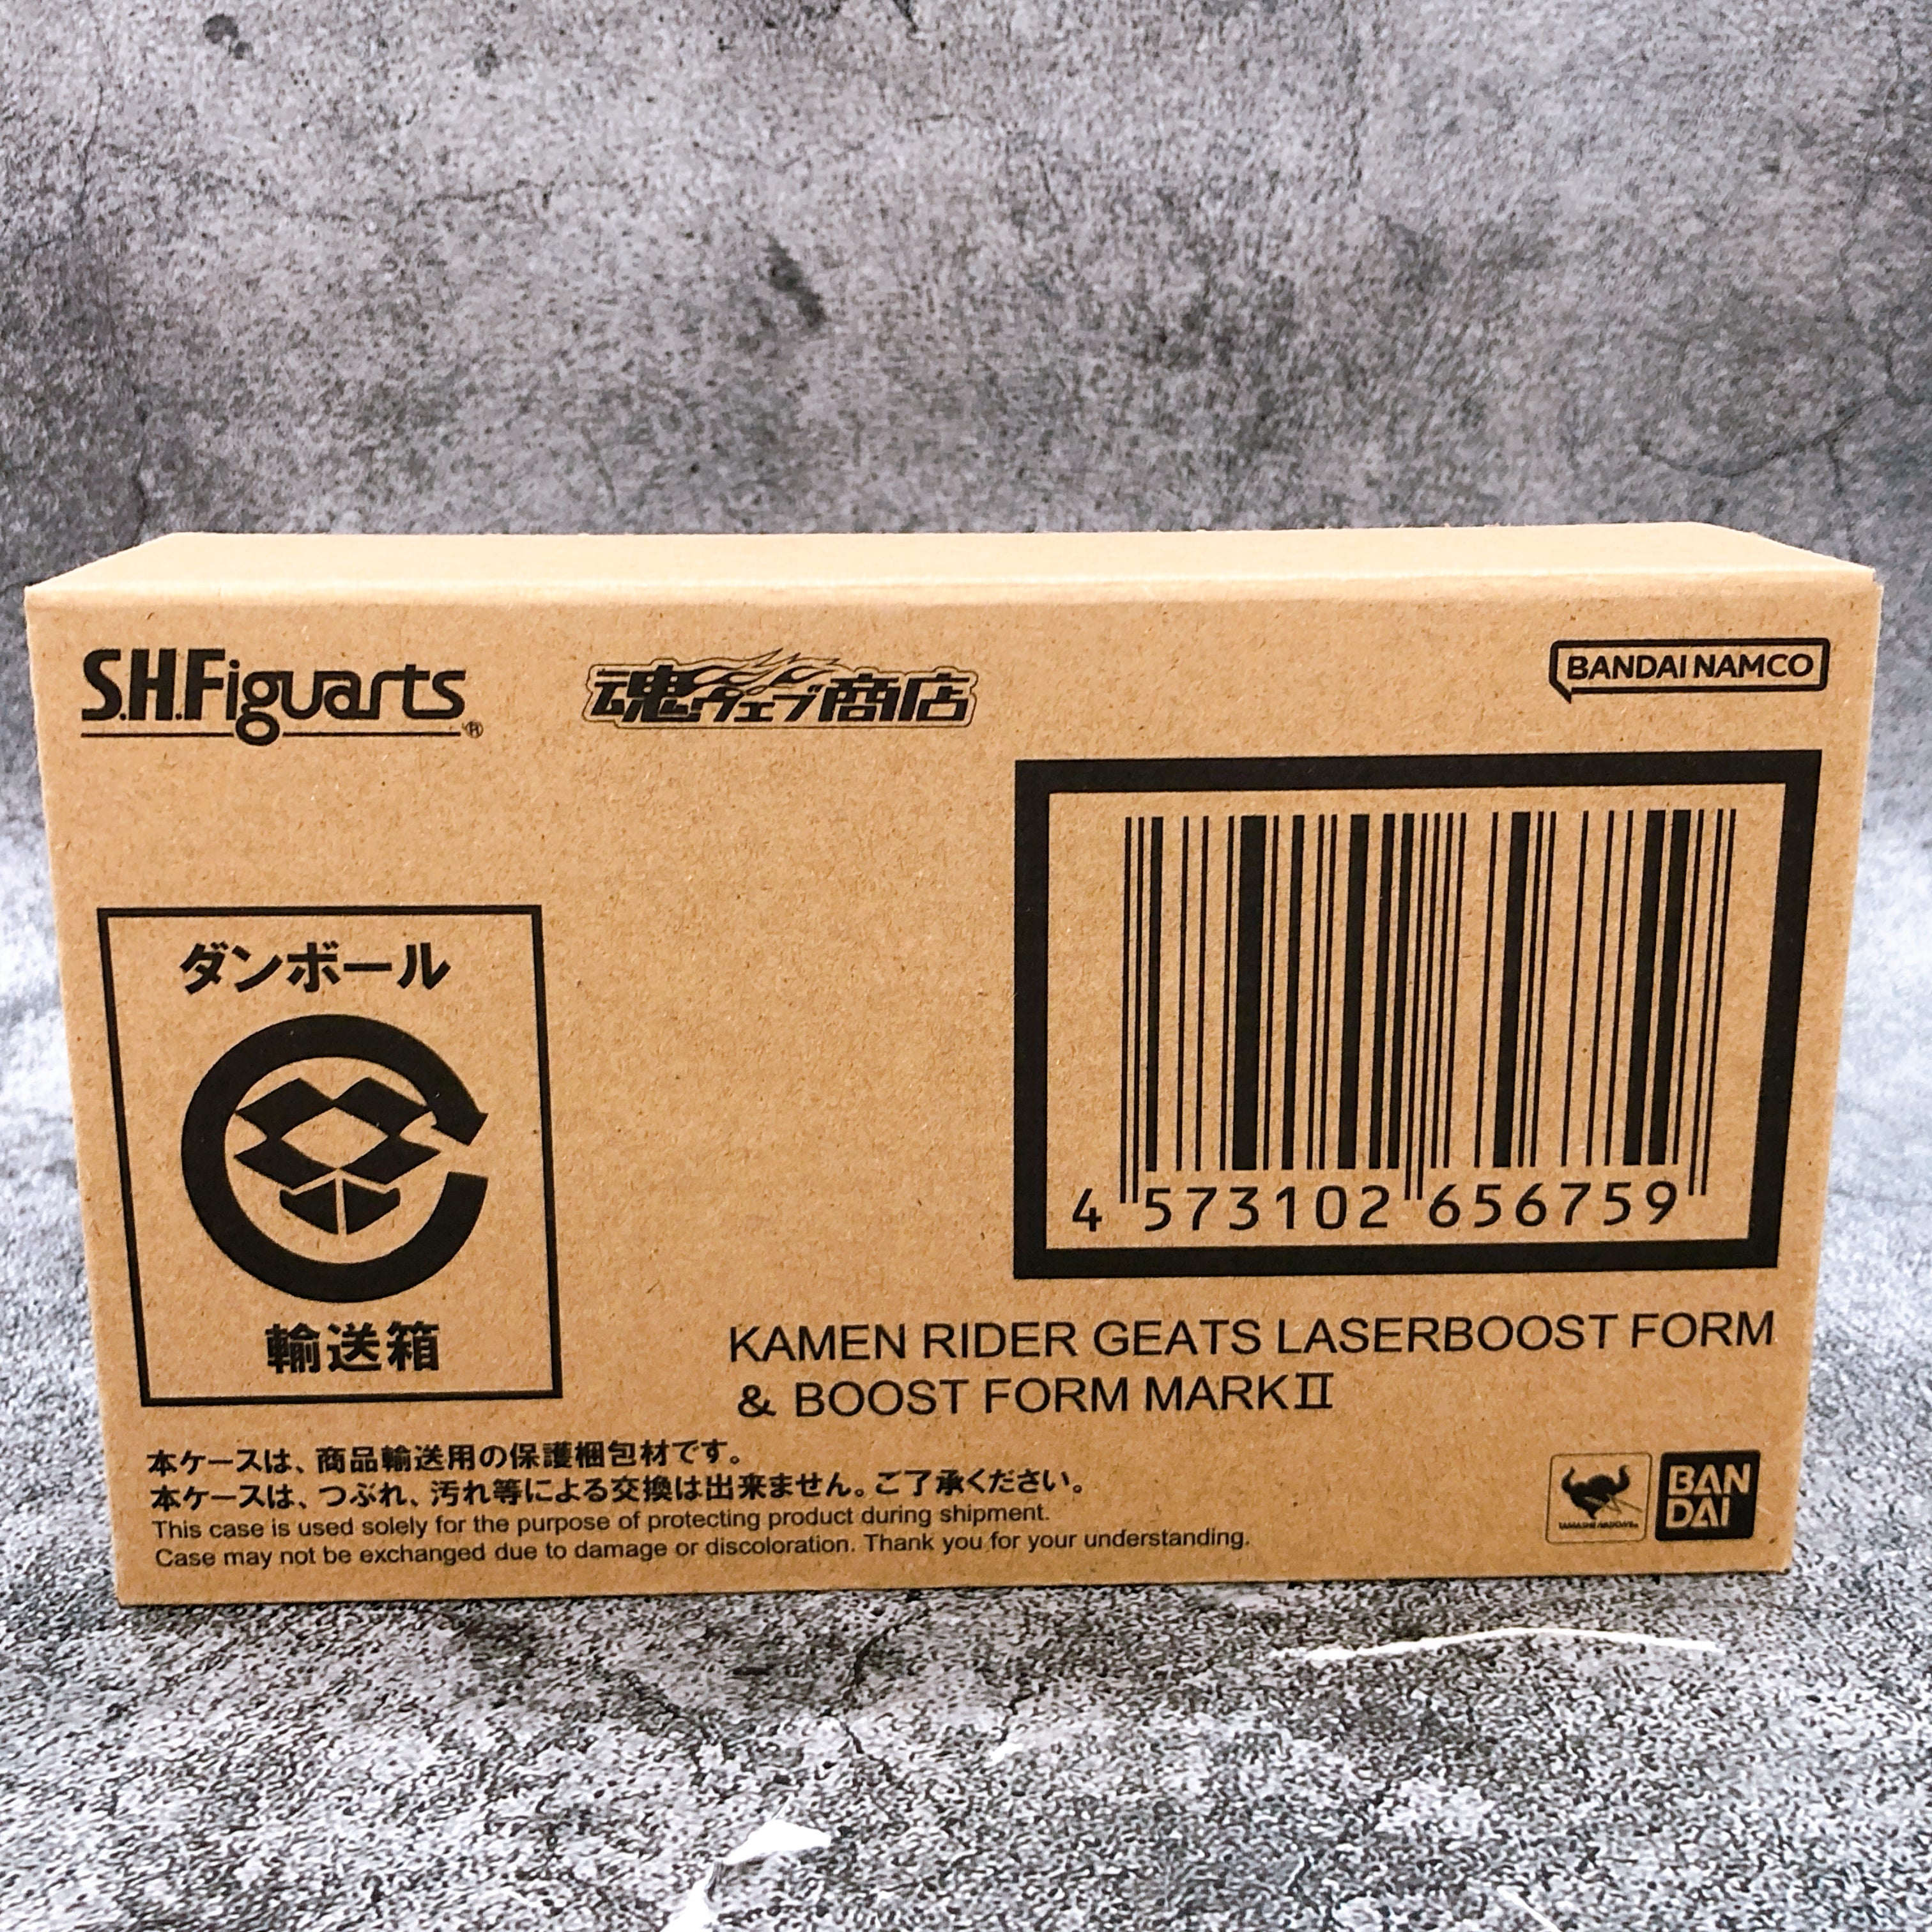 S.H.Figuarts®
魂ウェブ商店
BANDAI NAMCO
ダンボール
輸送箱
4 573102 656759
KAMEN RIDER GEATS LASERBOOST FORM
& BOOST FORM MARKⅡ
本ケースは、商品輸送用の保護梱包材です。
本ケースは、つぶれ、汚れ等による交換は出来ません。ご了承ください。
This case is used solely for the purpose of protecting product during shipment.
Case may not be exchanged due to damage or discoloration. Thank you for your understanding.
TAMASHII NATIONS
BAN
DAI